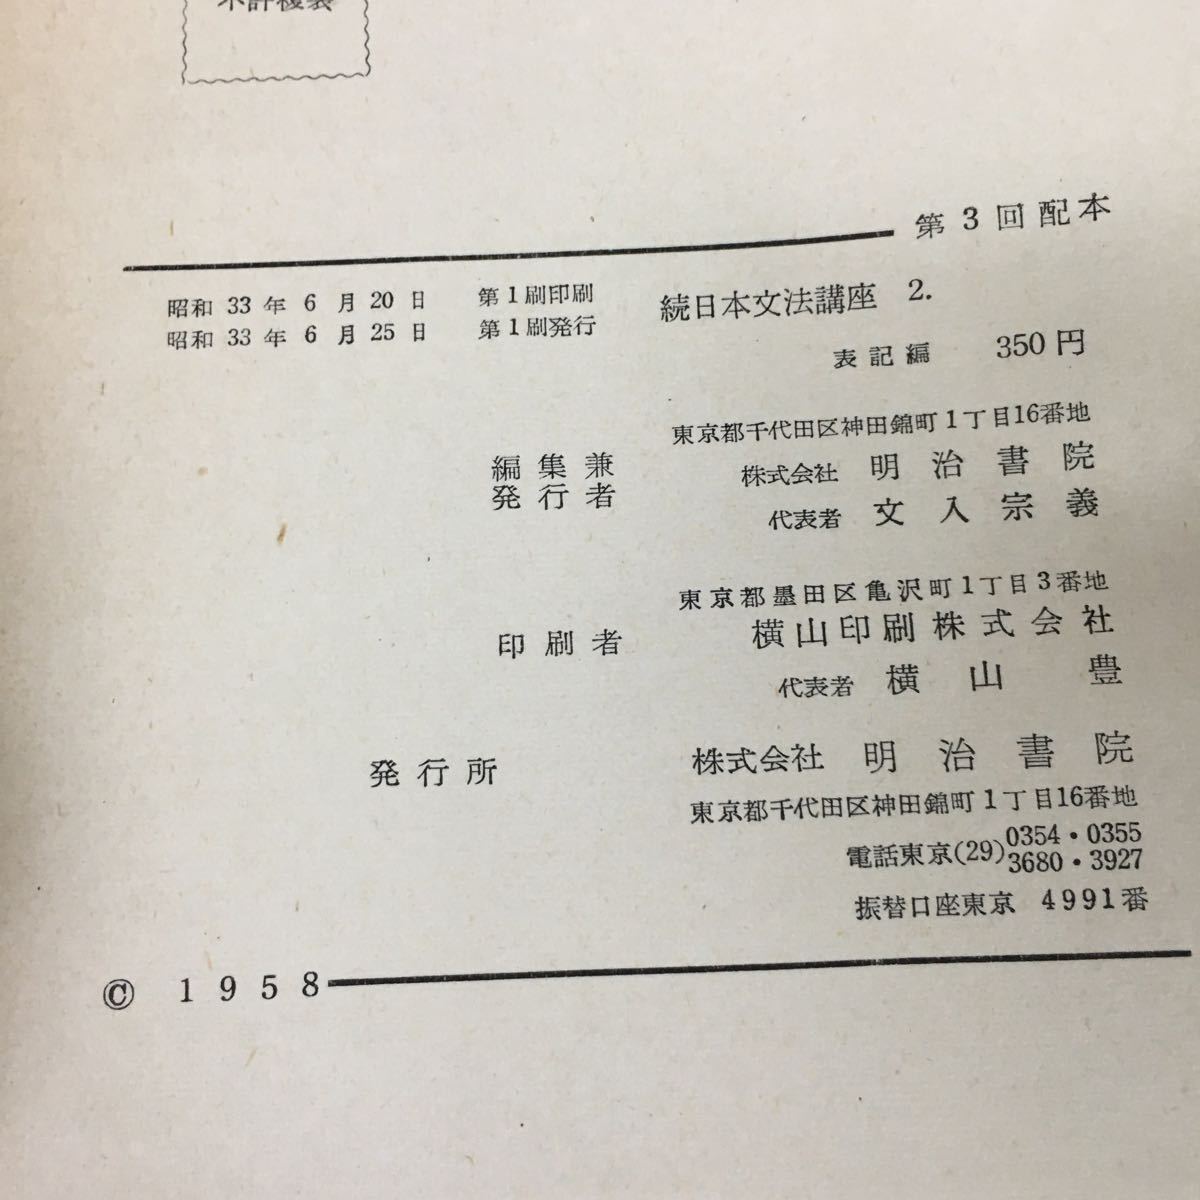 不許複製
第3回配本
昭和33年6月20日 第1刷印刷
昭和33年6月25日 第1刷発行
続日本文法講座 2.
表記編 350円
東京都千代田区神田錦町1丁目16番地
編集兼
発行者
株式会社 明治書院
代表者 文入宗義
東京都墨田区亀沢町1丁目3番地
印刷者 横山印刷株式会社
代表者 横山豊
発行所 株式会社 明治書院
東京都千代田区神田錦町1丁目16番地
電話東京(29)0354・0355
3680・3927
振替口座東京 4991番
© 1958